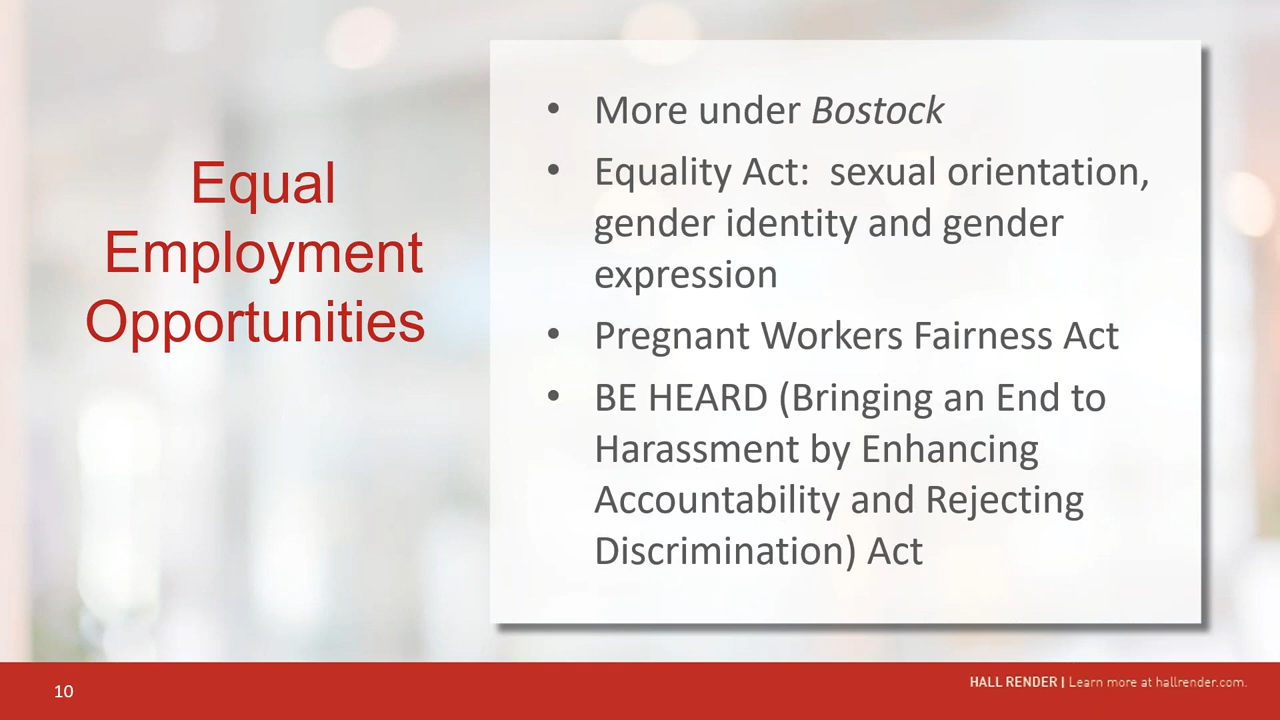 Equal
Employment
Opportunities
• More under Bostock
• Equality Act:  sexual orientation,
gender identity and gender
expression
• Pregnant Workers Fairness Act
• BE HEARD (Bringing an End to
Harassment by Enhancing
Accountability and Rejecting
Discrimination) Act
10
HALL RENDER | Learn more at hallrender.com.